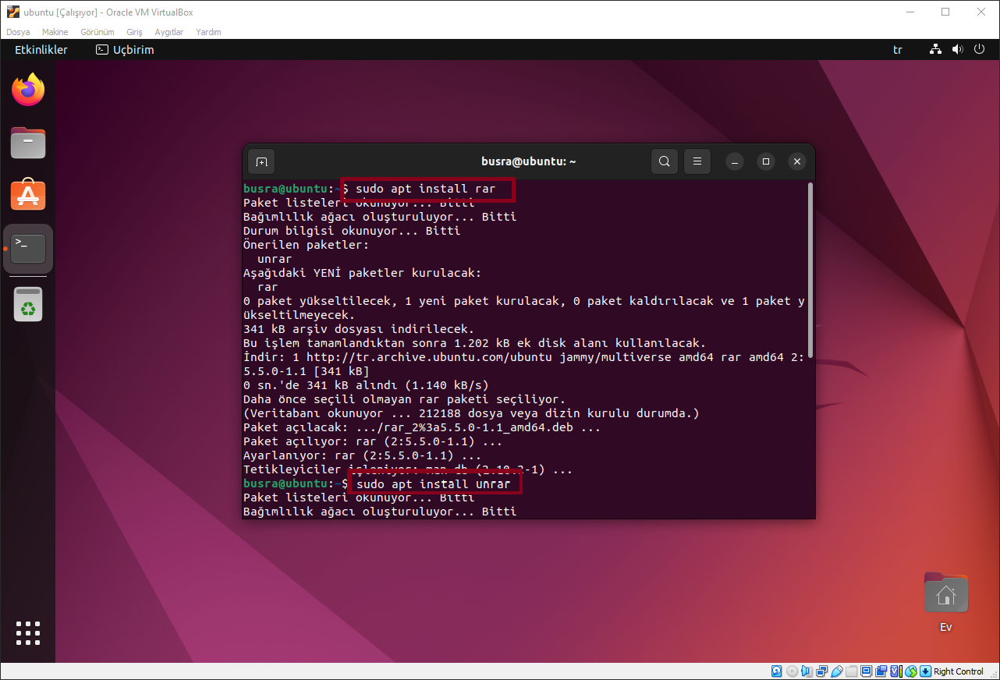 ubuntu [Çalışıyor] - Oracle VM VirtualBox
Dosya Makine Görünüm Giriş Aygıtlar Yardım
Etkinlikler Uçbirim tr
busra@ubuntu: ~
busra@ubuntu:~$ sudo apt install rar
Paket listeleri okunuyor... Bitti
Bağımlılık ağacı oluşturuluyor... Bitti
Durum bilgisi okunuyor... Bitti
Önerilen paketler:
unrar
Aşağıdaki YENİ paketler kurulacak:
rar
0 paket yükseltilecek, 1 yeni paket kurulacak, 0 paket kaldırılacak ve 1 paket y
ükseltilmeyecek.
341 kB arşiv dosyası indirilecek.
Bu işlem tamamlandıktan sonra 1.202 kB ek disk alanı kullanılacak.
İndir: 1 http://tr.archive.ubuntu.com/ubuntu jammy/multiverse amd64 rar amd64 2:
5.5.0-1.1 [341 kB]
0 sn.'de 341 kB alındı (1.140 kB/s)
Daha önce seçili olmayan rar paketi seçiliyor.
(Veritabanı okunuyor ... 212188 dosya veya dizin kurulu durumda.)
Paket açılacak: .../rar_2%3a5.5.0-1.1_amd64.deb ...
Paket açılıyor: rar (2:5.5.0-1.1) ...
Ayarlanıyor: rar (2:5.5.0-1.1) ...
Tetikleyiciler işleniyor: man-db (2.10.2-1) ...
busra@ubuntu:~$ sudo apt install unrar
Paket listeleri okunuyor... Bitti
Bağımlılık ağacı oluşturuluyor... Bitti
Ev
Right Control